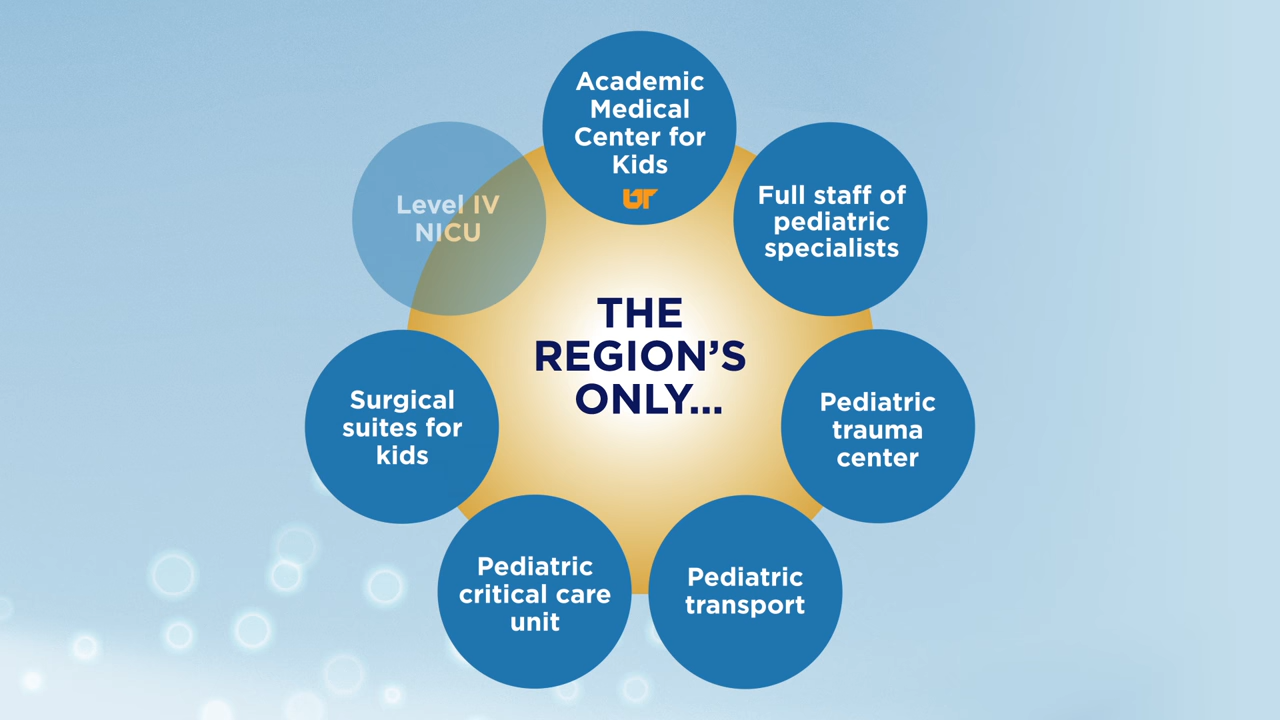 Academic
Medical
Center for
Kids
UT
Full staff of
pediatric
specialists
Pediatric
trauma
center
Pediatric
transport
Pediatric
critical care
unit
Surgical
suites for
kids
Level IV
NICU
THE
REGION’S
ONLY...